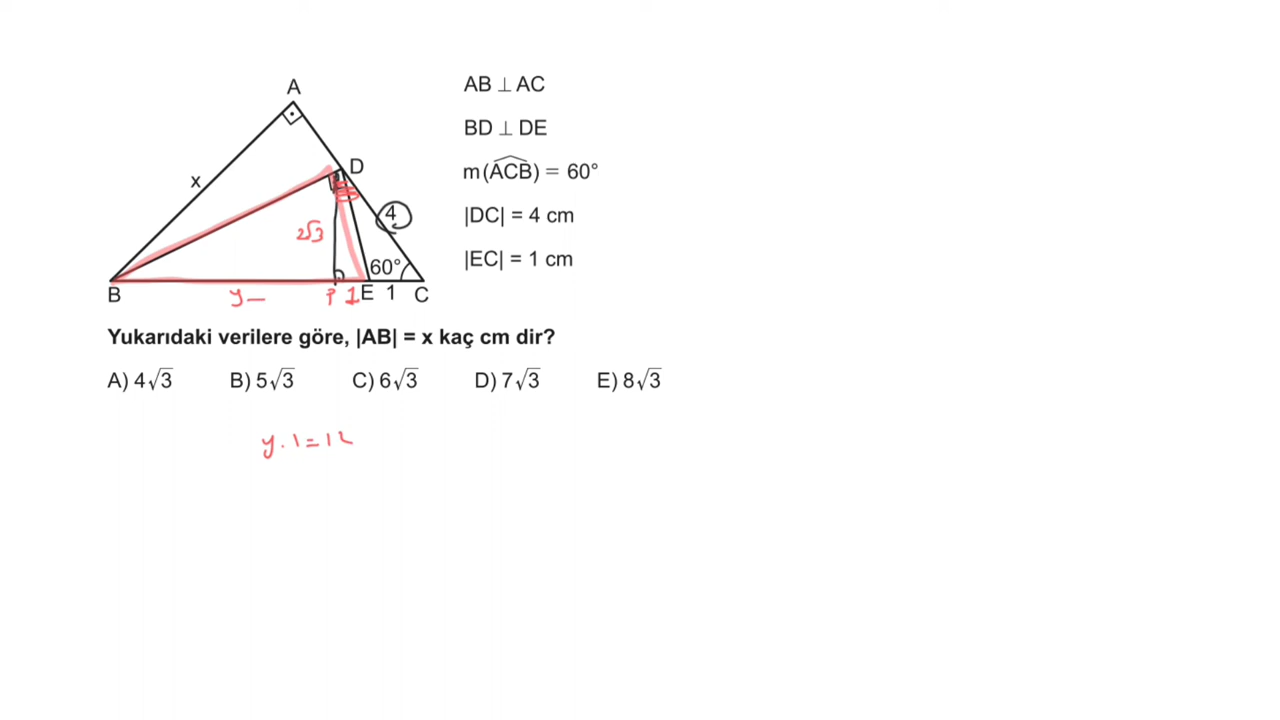 A
AB ⊥ AC
BD ⊥ DE
D
m(ACB) = 60°
x
4
|DC| = 4 cm
2√3
60°
|EC| = 1 cm
B
y
P 1 E 1 C
Yukarıdaki verilere göre, |AB| = x kaç cm dir?
A) 4√3 B) 5√3 C) 6√3 D) 7√3 E) 8√3
y . 1 = 12